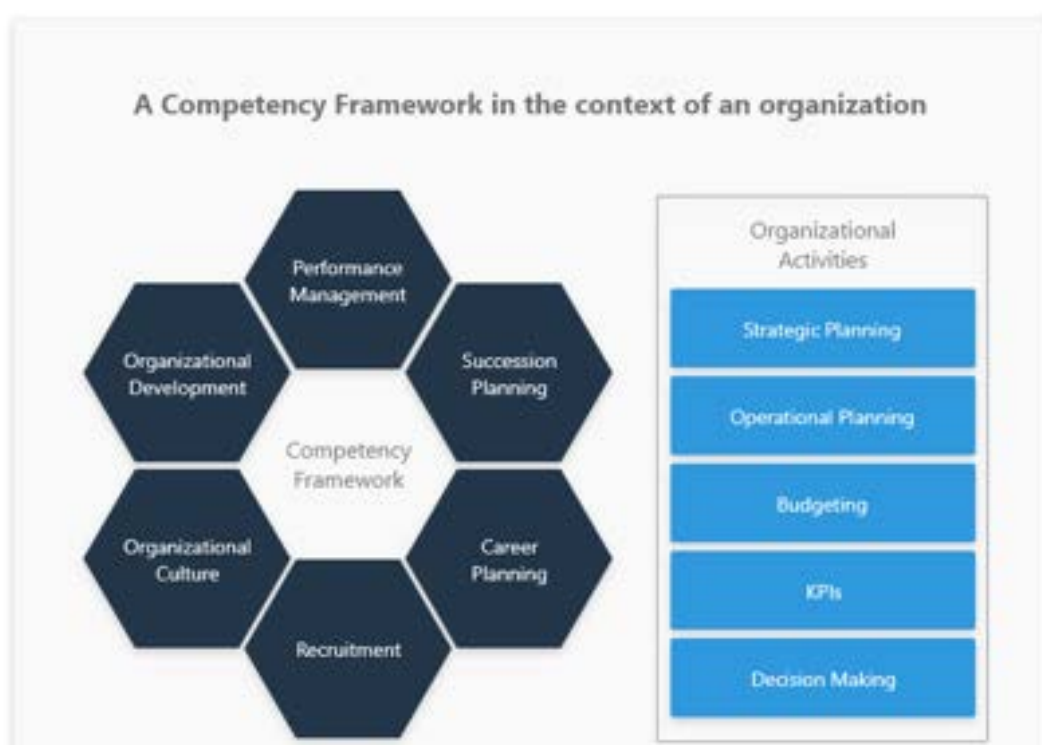 A Competency Framework in the context of an organization
Performance
Management
Organizational
Development
Succession
Planning
Competency
Framework
Organizational
Culture
Career
Planning
Recruitment
Organizational
Activities
Strategic Planning
Operational Planning
Budgeting
KPIs
Decision Making